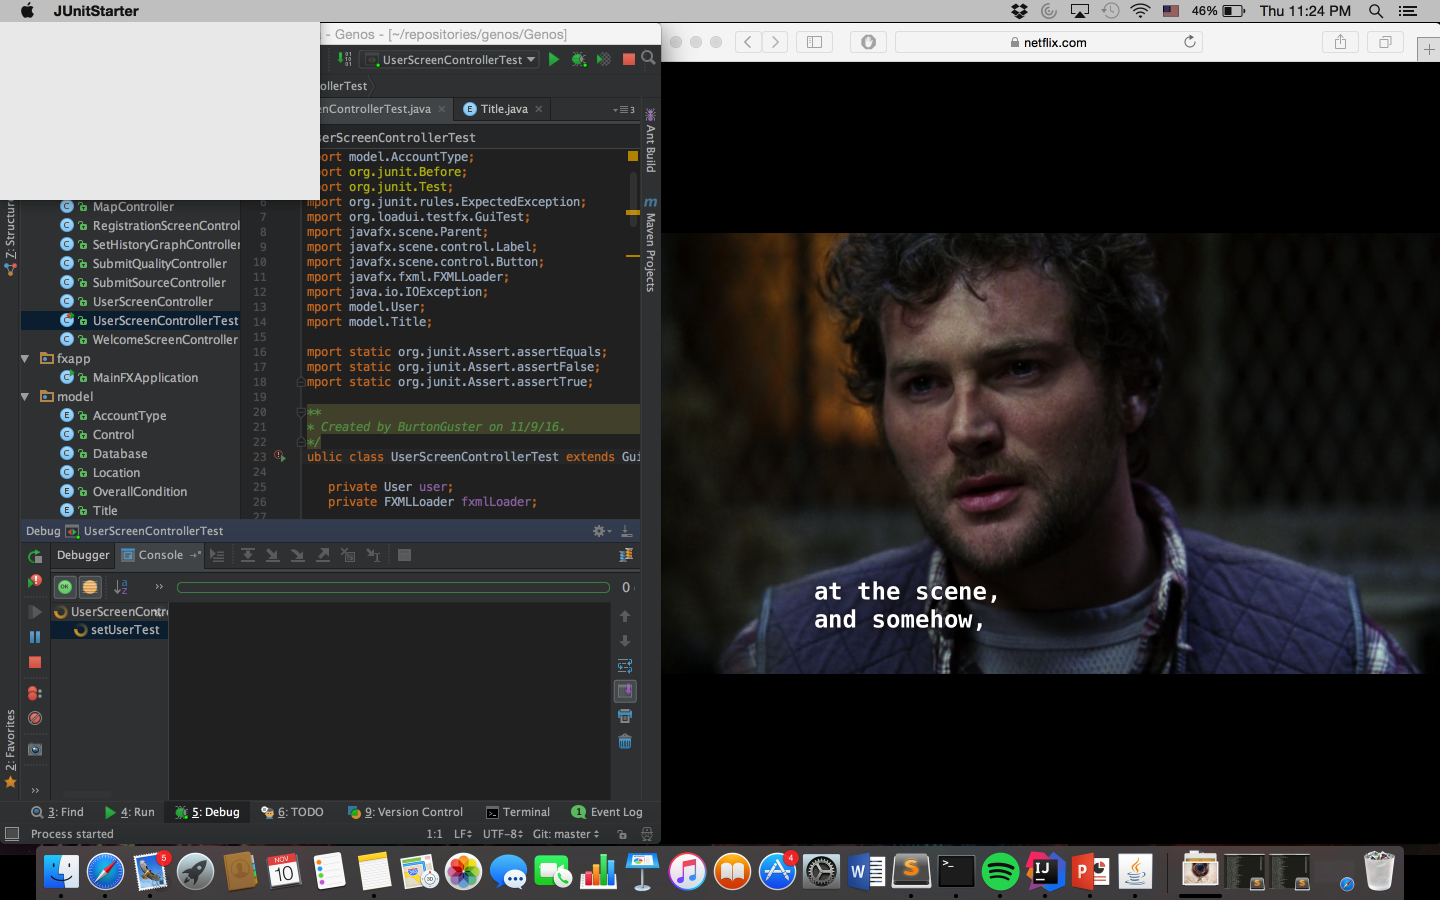 JUnitStarter
46%
Thu 11:24 PM
- Genos - [~/repositories/genos/Genos]
netflix.com
UserScreenControllerTest
ollerTest
enControllerTest.java
Title.java
3
serScreenControllerTest
Ant Build
Maven Projects
Z: Structure
2: Favorites
MapController
RegistrationScreenControl
SetHistoryGraphController
SubmitQualityController
SubmitSourceController
UserScreenController
UserScreenControllerTest
WelcomeScreenController
fxapp
MainFXApplication
model
AccountType
Control
Database
Location
OverallCondition
Title
port model.AccountType;
port org.junit.Before;
port org.junit.Test;
6 mport org.junit.rules.ExpectedException;
7 mport org.loadui.testfx.GuiTest;
8 mport javafx.scene.Parent;
9 mport javafx.scene.control.Label;
10 mport javafx.scene.control.Button;
11 mport javafx.fxml.FXMLLoader;
12 mport java.io.IOException;
13 mport model.User;
14 mport model.Title;
15
16 mport static org.junit.Assert.assertEquals;
17 mport static org.junit.Assert.assertFalse;
18 mport static org.junit.Assert.assertTrue;
19
20 **
21 * Created by BurtonGuster on 11/9/16.
22 */
23 ublic class UserScreenControllerTest extends Gui
24
25 private User user;
26 private FXMLLoader fxmlLoader;
27
Debug UserScreenControllerTest
Debugger Console
0
UserScreenContr
setUserTest
at the scene,
and somehow,
3: Find 4: Run 5: Debug 6: TODO 9: Version Control Terminal 1 Event Log
Process started 1:1 LF UTF-8 Git: master
5
NOV
10
4